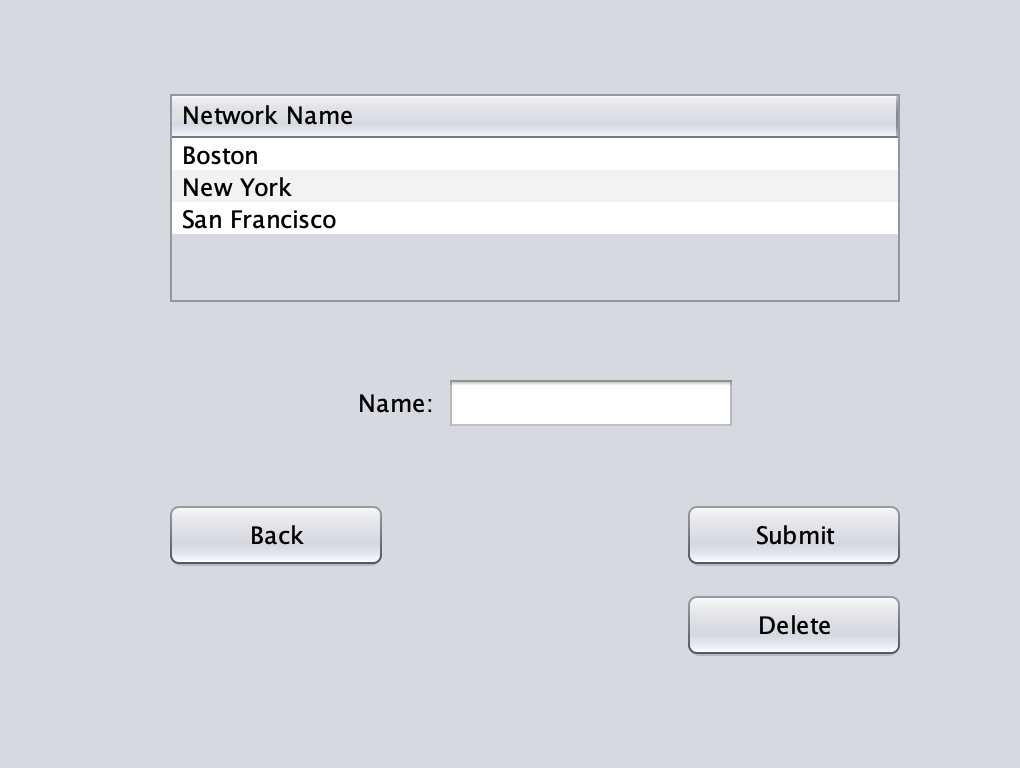 Network Name
Boston
New York
San Francisco
Name:
Back
Submit
Delete